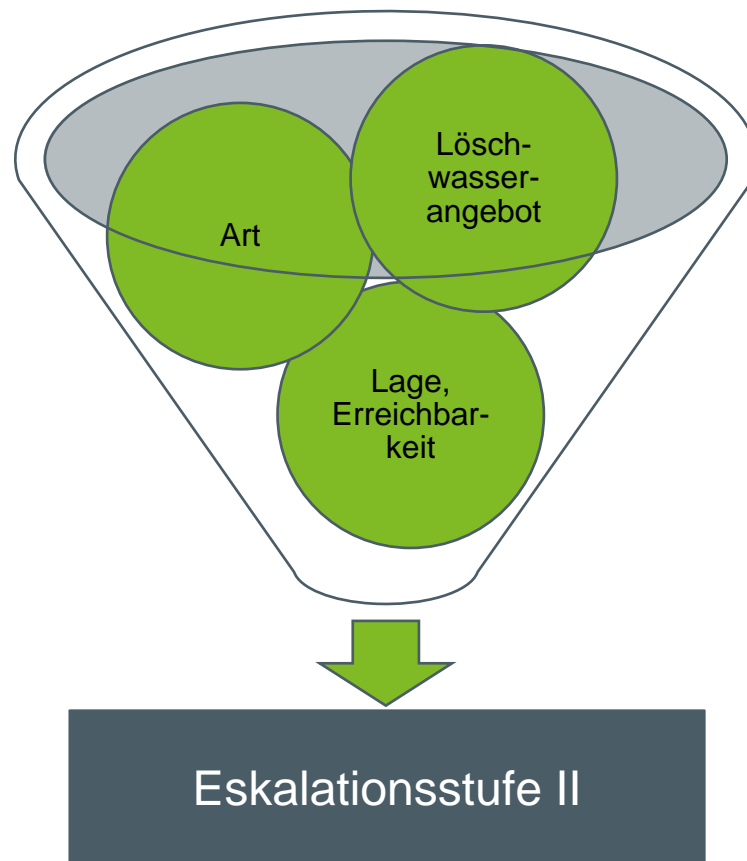 Art
Lösch-
wasser-
angebot
Lage,
Erreichbar-
keit
Eskalationsstufe II